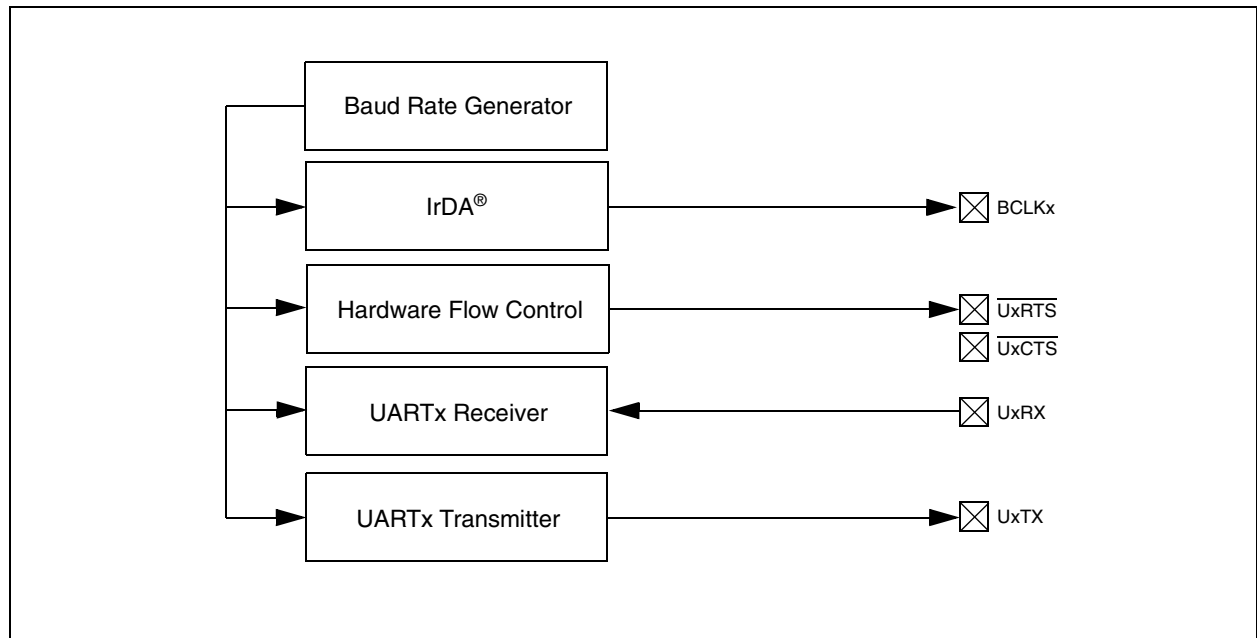 Baud Rate Generator
IrDA®
BCLKx
Hardware Flow Control
UxRTS
UxCTS
UARTx Receiver
UxRX
UARTx Transmitter
UxTX